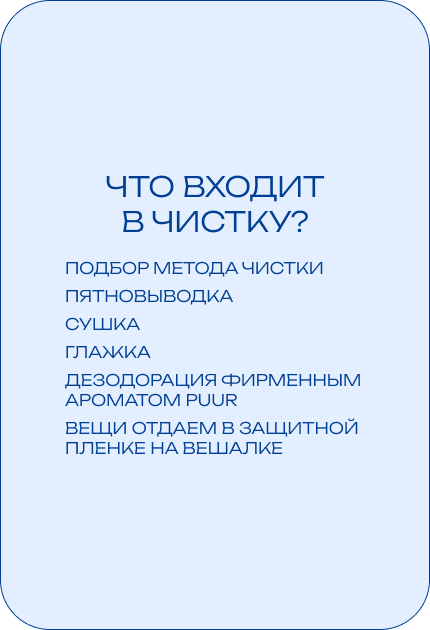 ЧТО ВХОДИТ
В ЧИСТКУ?
ПОДБОР МЕТОДА ЧИСТКИ
ПЯТНОВЫВОДКА
СУШКА
ГЛАЖКА
ДЕЗОДОРАЦИЯ ФИРМЕННЫМ
АРОМАТОМ PUUR
ВЕЩИ ОТДАЕМ В ЗАЩИТНОЙ
ПЛЕНКЕ НА ВЕШАЛКЕ